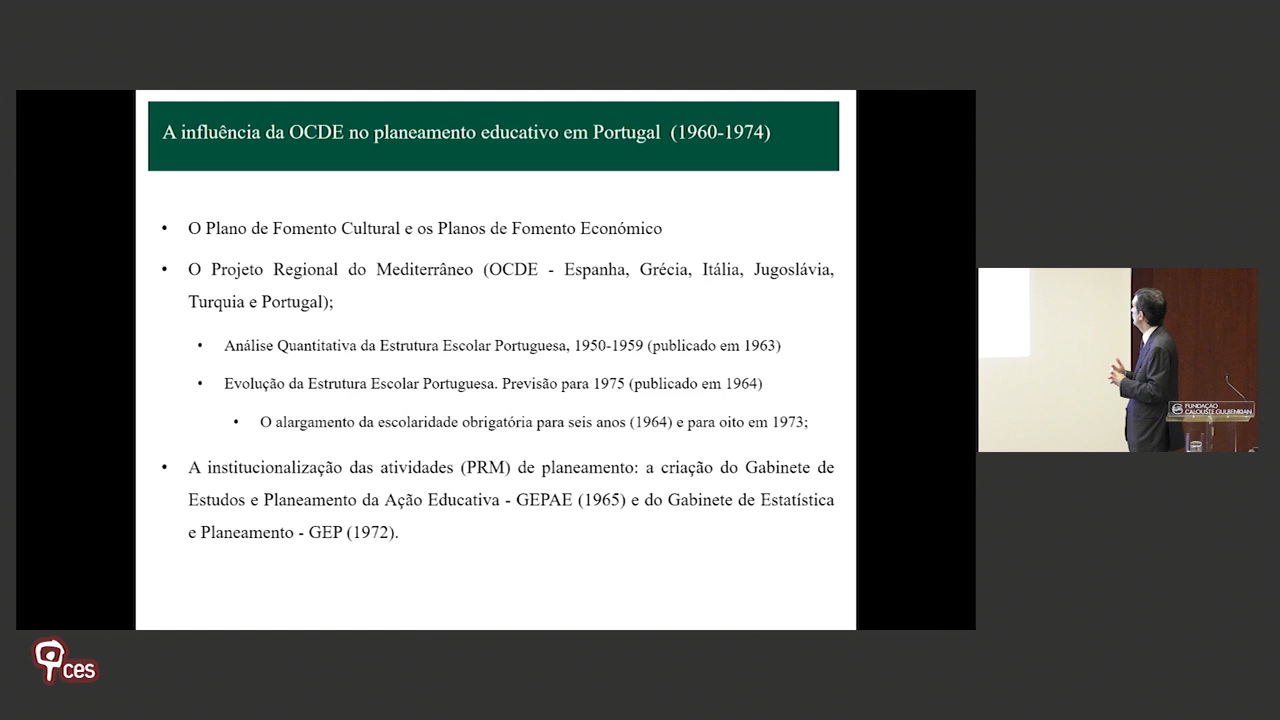 A influência da OCDE no planeamento educativo em Portugal (1960-1974)
• O Plano de Fomento Cultural e os Planos de Fomento Económico
• O Projeto Regional do Mediterrâneo (OCDE - Espanha, Grécia, Itália, Jugoslávia,
Turquia e Portugal);
• Análise Quantitativa da Estrutura Escolar Portuguesa, 1950-1959 (publicado em 1963)
• Evolução da Estrutura Escolar Portuguesa. Previsão para 1975 (publicado em 1964)
• O alargamento da escolaridade obrigatória para seis anos (1964) e para oito em 1973;
• A institucionalização das atividades (PRM) de planeamento: a criação do Gabinete de
Estudos e Planeamento da Ação Educativa - GEPAE (1965) e do Gabinete de Estatística
e Planeamento - GEP (1972).
FUNDAÇÃO
CALOUSTE GULBENKIAN
ces